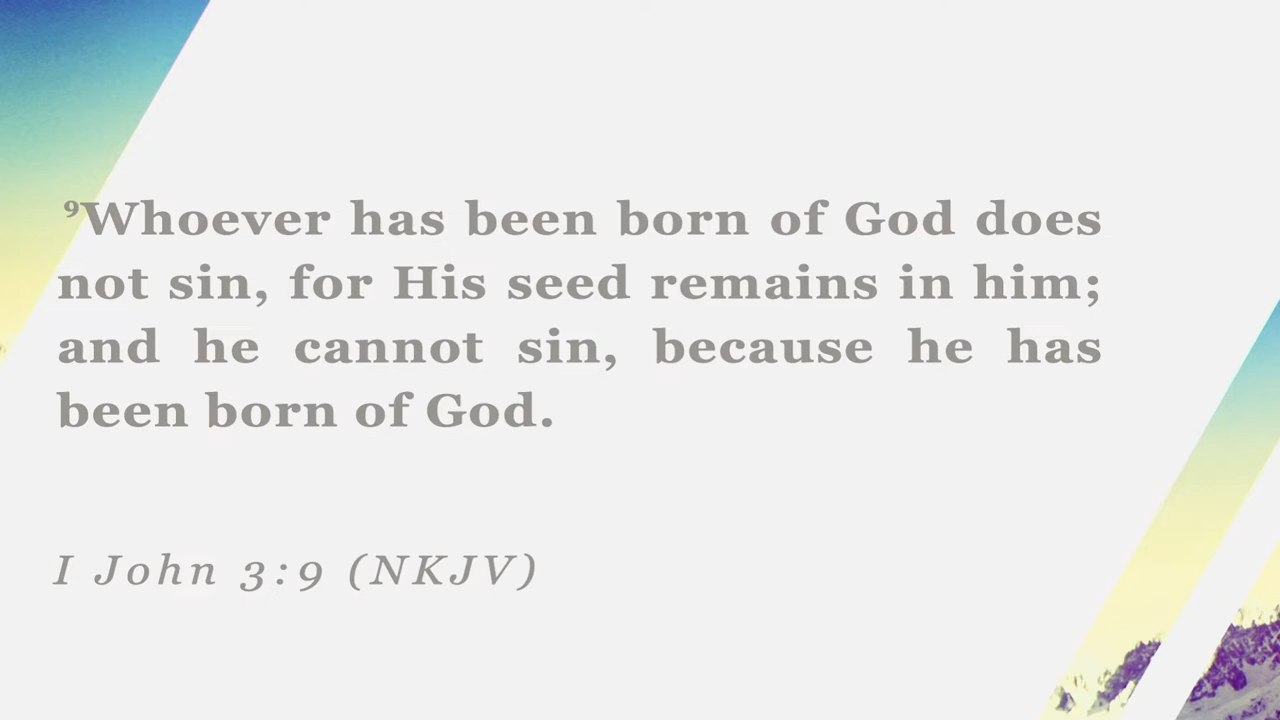 ⁹Whoever has been born of God does
not sin, for His seed remains in him;
and he cannot sin, because he has
been born of God.
I John 3:9 (NKJV)